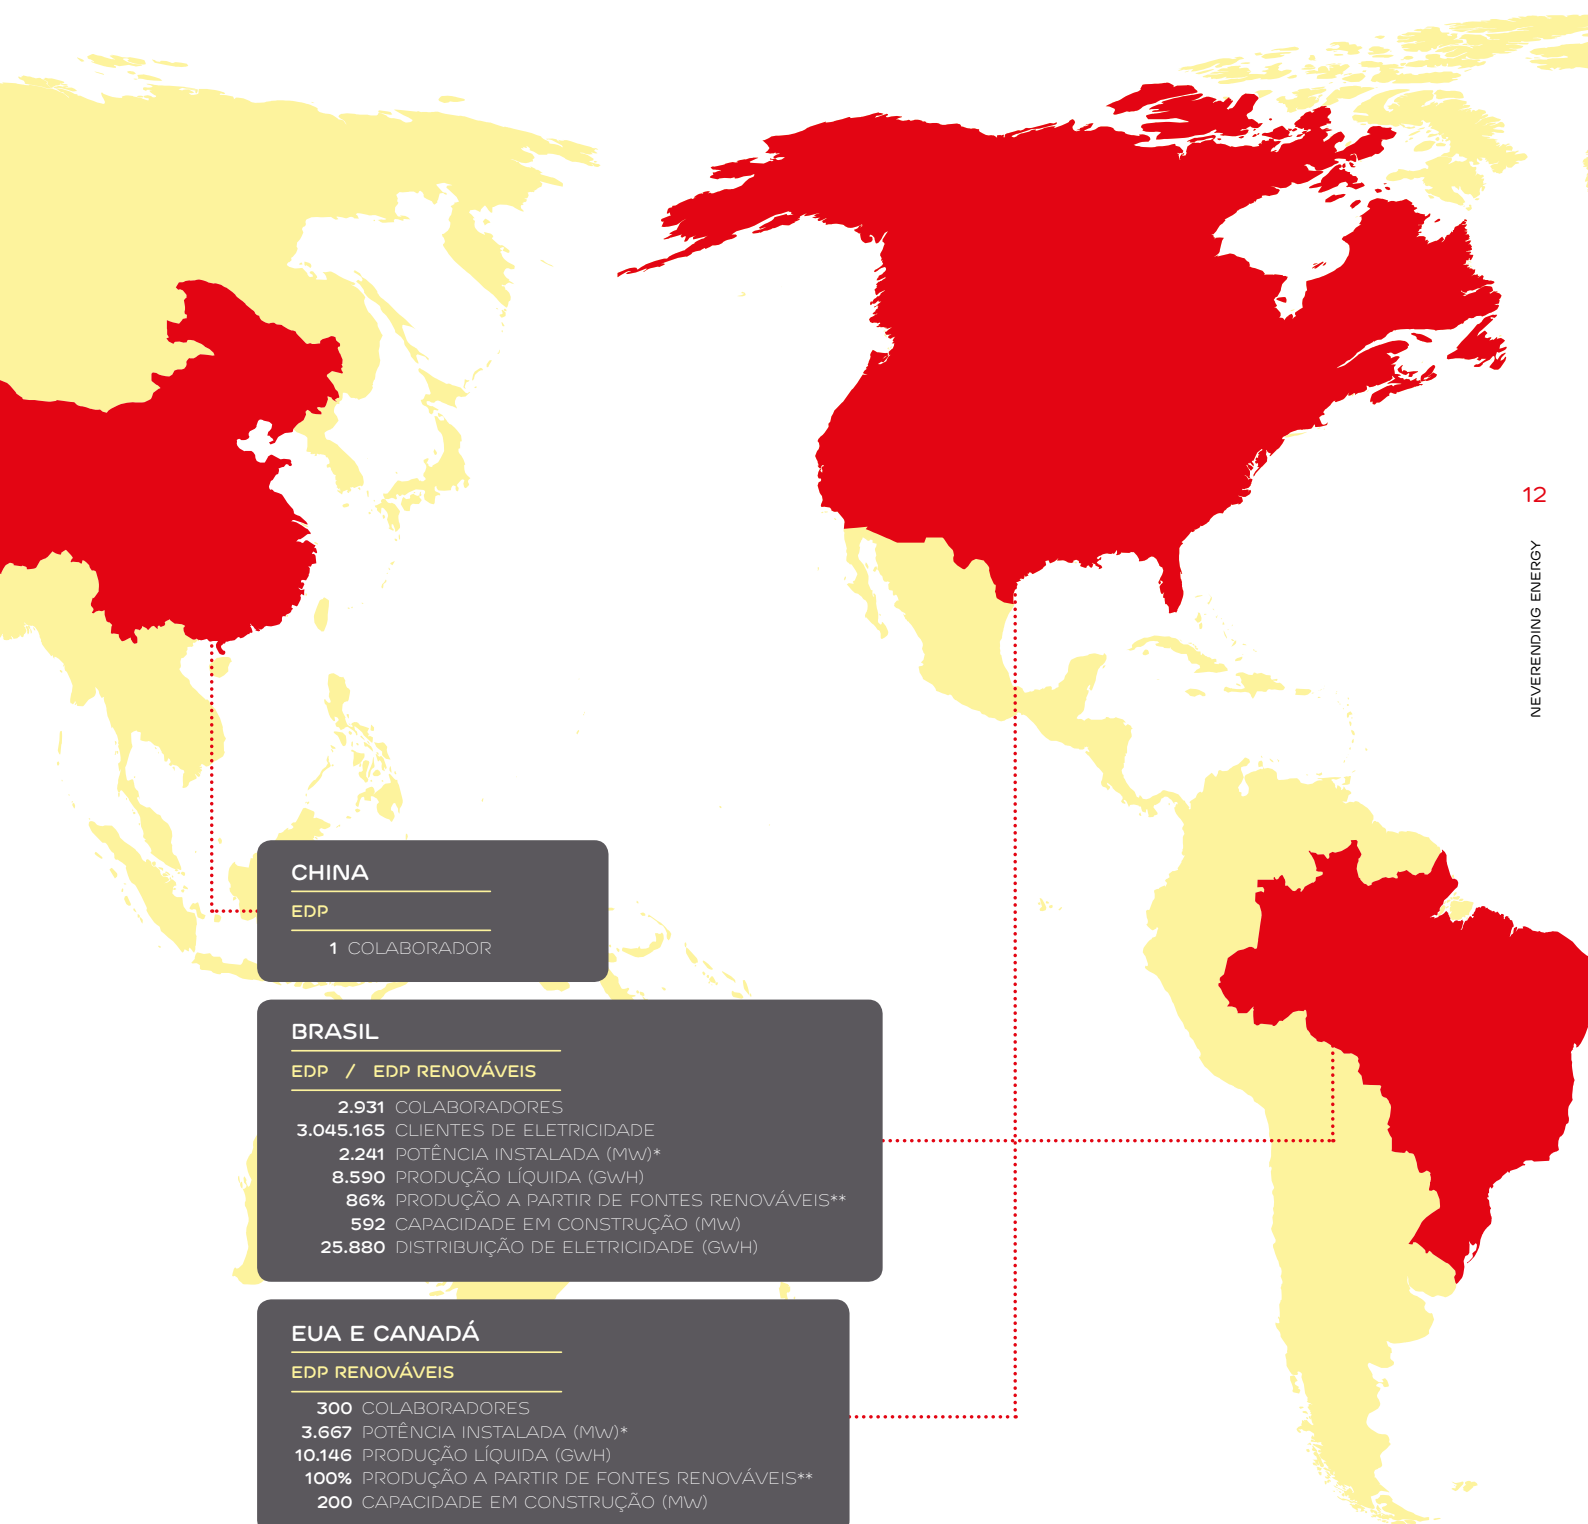 12
NEVERENDING ENERGY
CHINA
EDP
1 COLABORADOR
BRASIL
EDP / EDP RENOVÁVEIS
2.931 COLABORADORES
3.045.165 CLIENTES DE ELETRICIDADE
2.241 POTÊNCIA INSTALADA (MW)*
8.590 PRODUÇÃO LÍQUIDA (GWH)
86% PRODUÇÃO A PARTIR DE FONTES RENOVÁVEIS**
592 CAPACIDADE EM CONSTRUÇÃO (MW)
25.880 DISTRIBUIÇÃO DE ELETRICIDADE (GWH)
EUA E CANADÁ
EDP RENOVÁVEIS
300 COLABORADORES
3.667 POTÊNCIA INSTALADA (MW)*
10.146 PRODUÇÃO LÍQUIDA (GWH)
100% PRODUÇÃO A PARTIR DE FONTES RENOVÁVEIS**
200 CAPACIDADE EM CONSTRUÇÃO (MW)